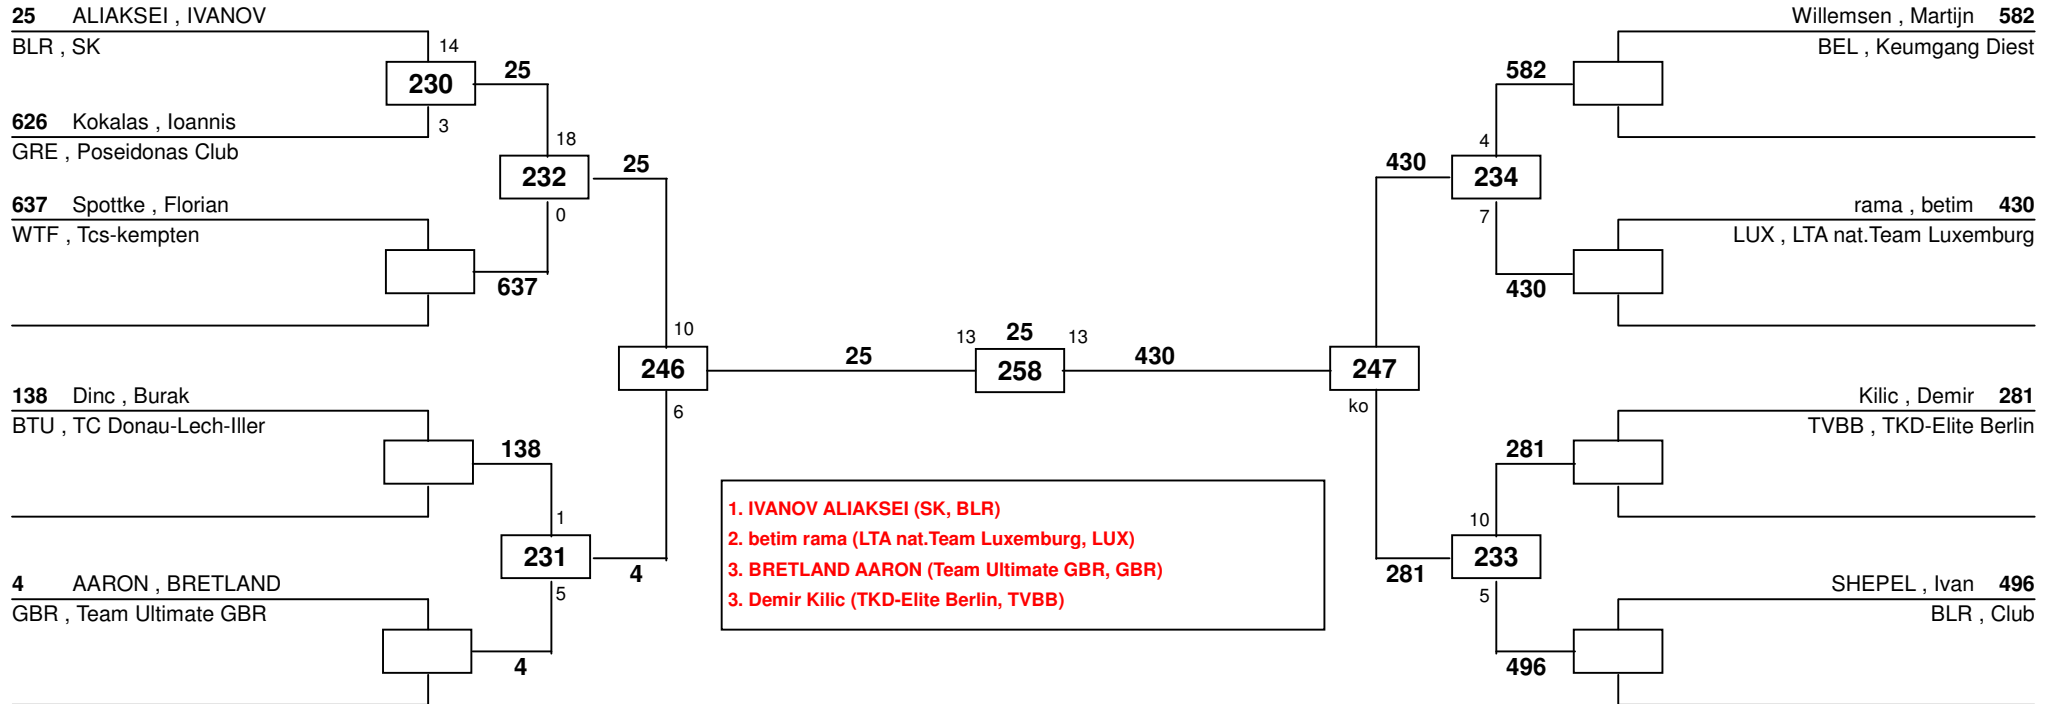 25 ALIAKSEI , IVANOV
BLR , SK
14
230
25
626 Kokalas , Ioannis
3
GRE , Poseidonas Club
18
232
25
637 Spottke , Florian
0
WTF , Tcs-kempten
637
10
246
25
6
138 Dinc , Burak
BTU , TC Donau-Lech-Iller
138
1
231
4
5
4 AARON , BRETLAND
GBR , Team Ultimate GBR
4
13 25 13
258
430
Willemsen , Martijn 582
BEL , Keumgang Diest
582
4
430
234
7
rama , betim 430
LUX , LTA nat.Team Luxemburg
430
247
ko
Kilic , Demir 281
TVBB , TKD-Elite Berlin
281
10
233
281
5
SHEPEL , Ivan 496
BLR , Club
496
1. IVANOV ALIAKSEI (SK, BLR)
2. betim rama (LTA nat.Team Luxemburg, LUX)
3. BRETLAND AARON (Team Ultimate GBR, GBR)
3. Demir Kilic (TKD-Elite Berlin, TVBB)